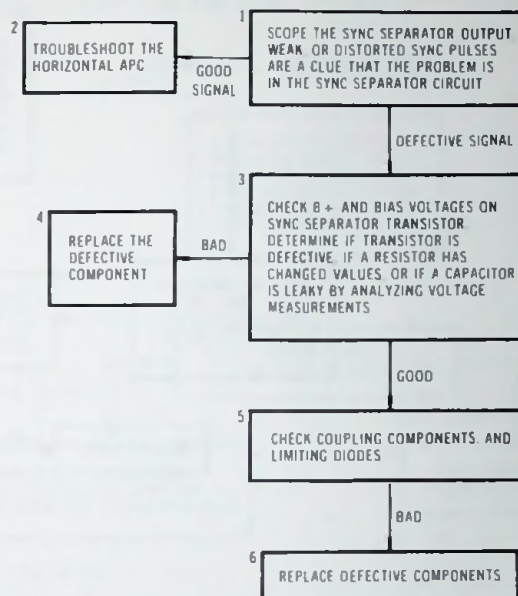 1
SCOPE THE SYNC SEPARATOR OUTPUT
WEAK OR DISTORTED SYNC PULSES
ARE A CLUE THAT THE PROBLEM IS
IN THE SYNC SEPARATOR CIRCUIT
2
TROUBLESHOOT THE
HORIZONTAL APC
GOOD
SIGNAL
DEFECTIVE SIGNAL
3
CHECK B+ AND BIAS VOLTAGES ON
SYNC SEPARATOR TRANSISTOR
DETERMINE IF TRANSISTOR IS
DEFECTIVE, IF A RESISTOR HAS
CHANGED VALUES, OR IF A CAPACITOR
IS LEAKY BY ANALYZING VOLTAGE
MEASUREMENTS
4
REPLACE THE
DEFECTIVE
COMPONENT
BAD
GOOD
5
CHECK COUPLING COMPONENTS, AND
LIMITING DIODES
BAD
6
REPLACE DEFECTIVE COMPONENTS